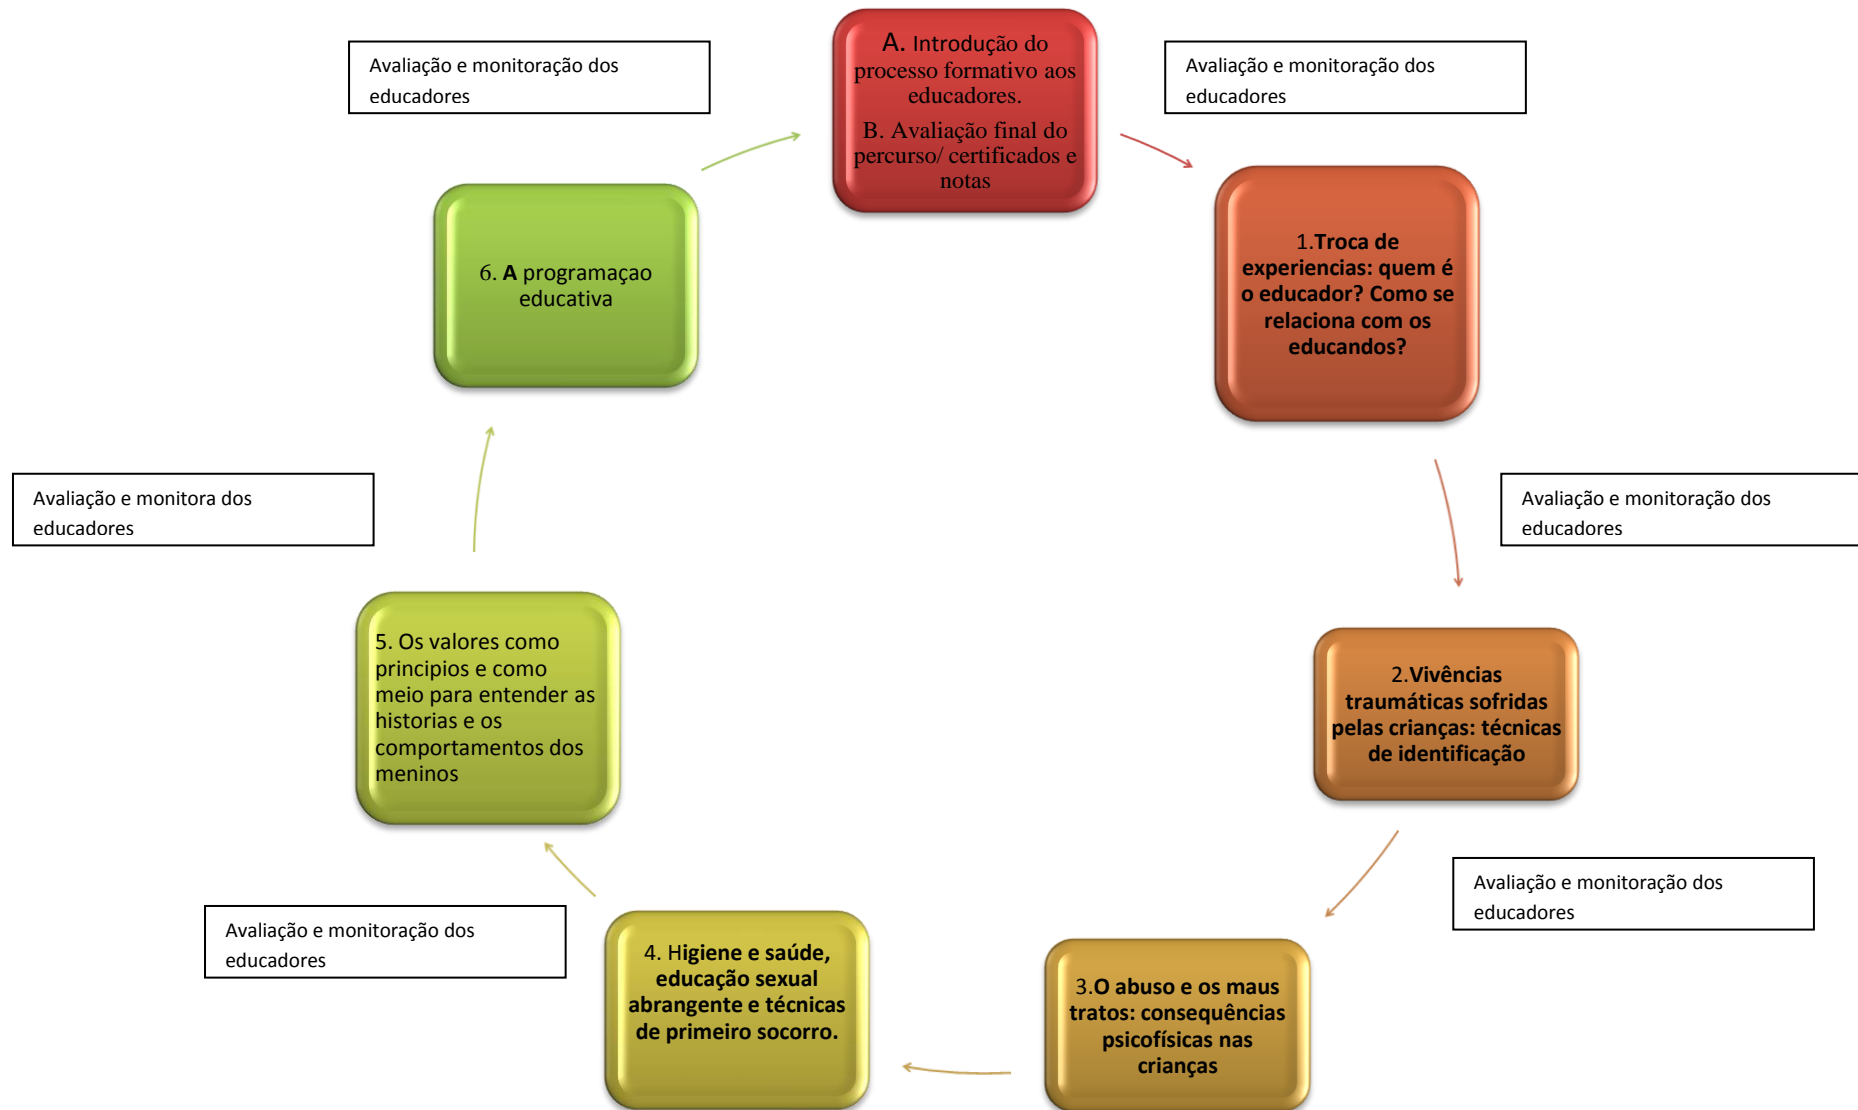 Avaliação e monitoração dos
educadores
A. Introdução do
processo formativo aos
educadores.
B. Avaliação final do
percurso/ certificados e
notas
Avaliação e monitoração dos
educadores
1.Troca de
experiencias: quem é
o educador? Como se
relaciona com os
educandos?
Avaliação e monitoração dos
educadores
2.Vivências
traumáticas sofridas
pelas crianças: técnicas
de identificação
Avaliação e monitoração dos
educadores
3.O abuso e os maus
tratos: consequências
psicofísicas nas
crianças
4. Higiene e saúde,
educação sexual
abrangente e técnicas
de primeiro socorro.
Avaliação e monitoração dos
educadores
5. Os valores como
principios e como
meio para entender as
historias e os
comportamentos dos
meninos
Avaliação e monitora dos
educadores
6. A programaçao
educativa